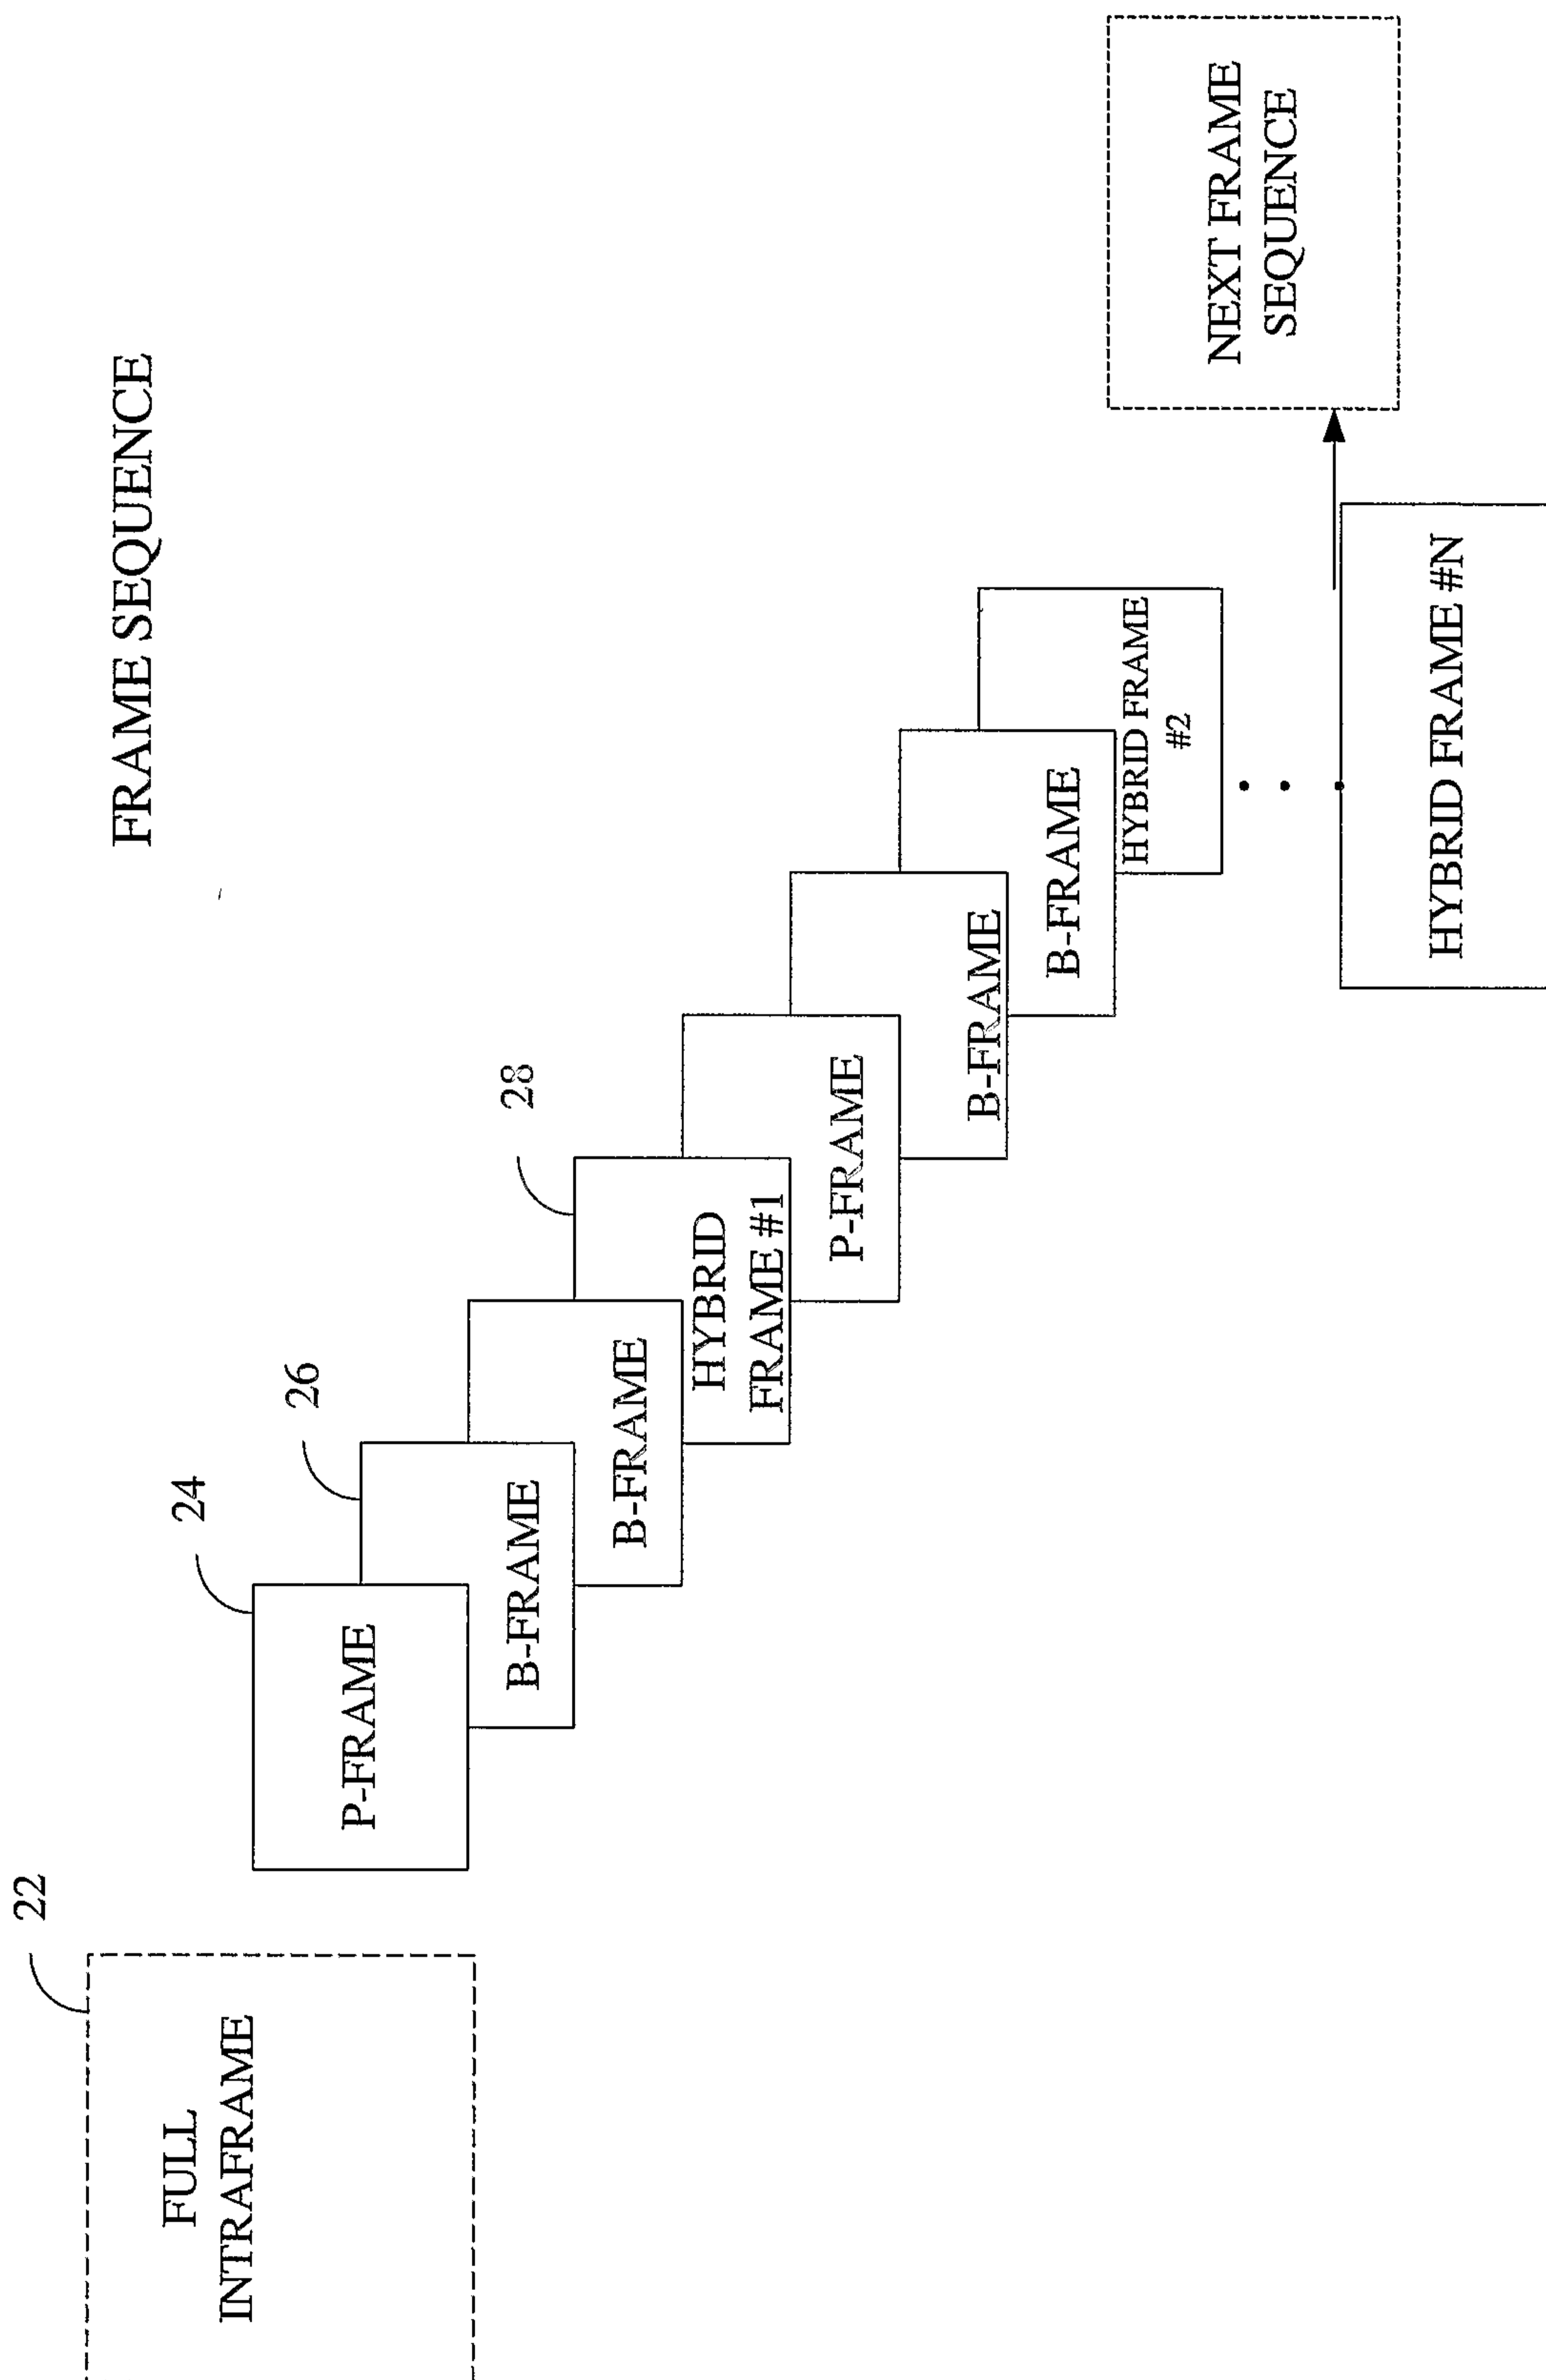 FRAME SEQUENCE
22
FULL
INTRAFRAME
24
P-FRAME
26
B-FRAME
B-FRAME
28
HYBRID
FRAME #1
P-FRAME
B-FRAME
B-FRAME
HYBRID FRAME
#2
HYBRID FRAME #N
NEXT FRAME
SEQUENCE